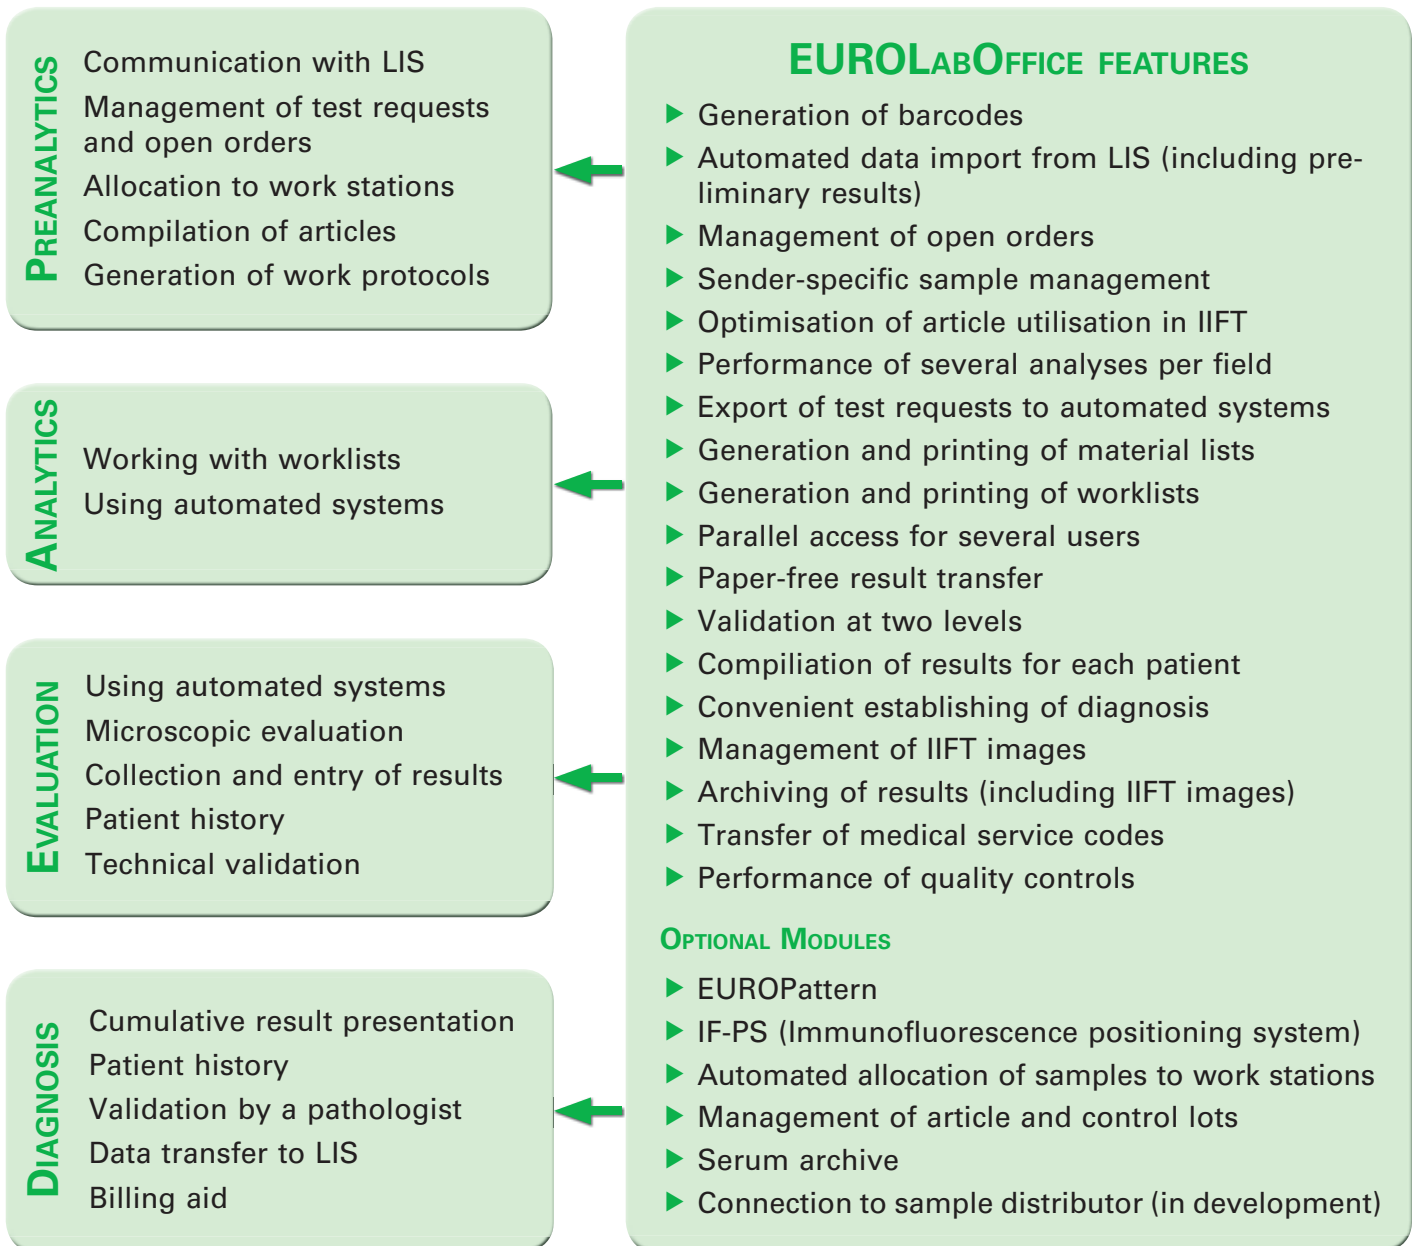 PREANALYTICS
Communication with LIS
Management of test requests
and open orders
Allocation to work stations
Compilation of articles
Generation of work protocols
ANALYTICS
Working with worklists
Using automated systems
EVALUATION
Using automated systems
Microscopic evaluation
Collection and entry of results
Patient history
Technical validation
DIAGNOSIS
Cumulative result presentation
Patient history
Validation by a pathologist
Data transfer to LIS
Billing aid
EUROLABOFFICE FEATURES
Generation of barcodes
Automated data import from LIS (including pre-
liminary results)
Management of open orders
Sender-specific sample management
Optimisation of article utilisation in IIFT
Performance of several analyses per field
Export of test requests to automated systems
Generation and printing of material lists
Generation and printing of worklists
Parallel access for several users
Paper-free result transfer
Validation at two levels
Compiliation of results for each patient
Convenient establishing of diagnosis
Management of IIFT images
Archiving of results (including IIFT images)
Transfer of medical service codes
Performance of quality controls
OPTIONAL MODULES
EUROPattern
IF-PS (Immunofluorescence positioning system)
Automated allocation of samples to work stations
Management of article and control lots
Serum archive
Connection to sample distributor (in development)